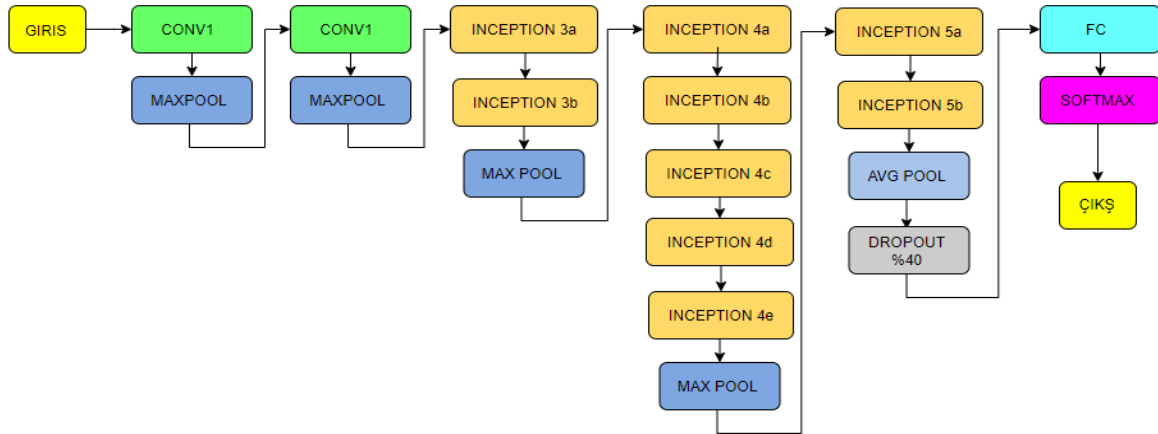 GIRIS
CONV1
MAXPOOL
CONV1
MAXPOOL
INCEPTION 3a
INCEPTION 3b
MAX POOL
INCEPTION 4a
INCEPTION 4b
INCEPTION 4c
INCEPTION 4d
INCEPTION 4e
MAX POOL
INCEPTION 5a
INCEPTION 5b
AVG POOL
DROPOUT
%40
FC
SOFTMAX
ÇIKŞ